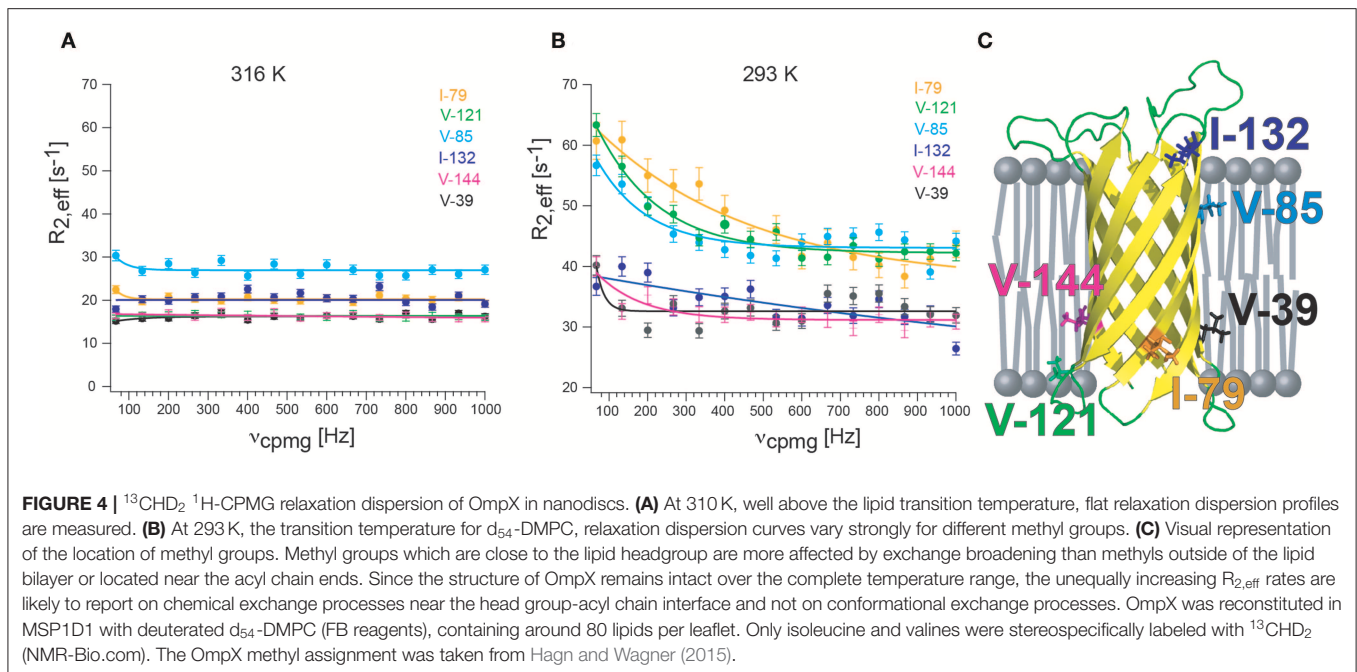 A
316 K
R2,eff [s-1]
70
60
50
40
30
20
10
0
I-79
V-121
V-85
I-132
V-144
V-39
100 200 300 400 500 600 700 800 900 1000
νcpmg [Hz]
B
293 K
R2,eff [s-1]
70
60
50
40
30
20
I-79
V-121
V-85
I-132
V-144
V-39
100 200 300 400 500 600 700 800 900 1000
νcpmg [Hz]
C
I-132
V-85
V-144
V-39
I-79
V-121
FIGURE 4 | 13CHD2 1H-CPMG relaxation dispersion of OmpX in nanodiscs. (A) At 310 K, well above the lipid transition temperature, flat relaxation dispersion profiles
are measured. (B) At 293 K, the transition temperature for d54-DMPC, relaxation dispersion curves vary strongly for different methyl groups. (C) Visual representation
of the location of methyl groups. Methyl groups which are close to the lipid headgroup are more affected by exchange broadening than methyls outside of the lipid
bilayer or located near the acyl chain ends. Since the structure of OmpX remains intact over the complete temperature range, the unequally increasing R2,eff rates are
likely to report on chemical exchange processes near the head group-acyl chain interface and not on conformational exchange processes. OmpX was reconstituted in
MSP1D1 with deuterated d54-DMPC (FB reagents), containing around 80 lipids per leaflet. Only isoleucine and valines were stereospecifically labeled with 13CHD2
(NMR-Bio.com). The OmpX methyl assignment was taken from Hagn and Wagner (2015).